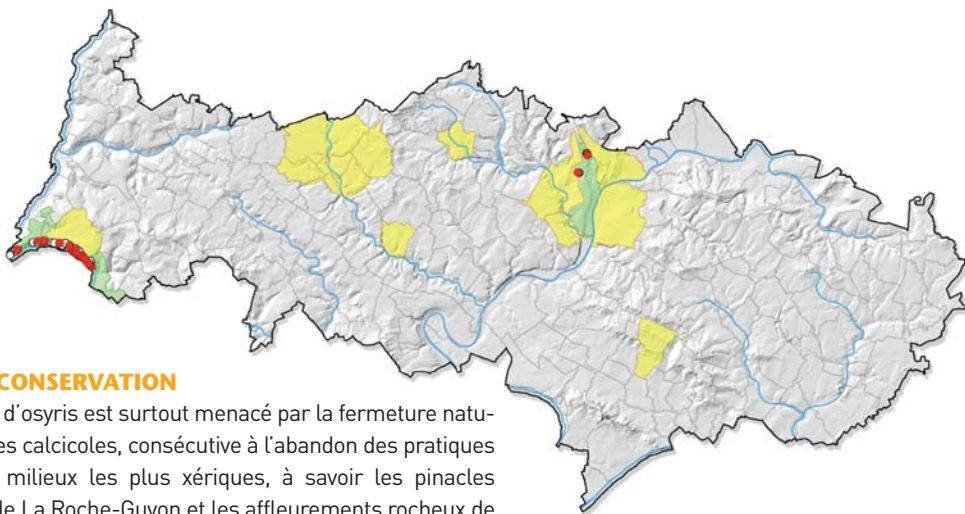 CONSERVATION
d'osyris est surtout menacé par la fermeture natu-
es calcicoles, consécutive à l'abandon des pratiques
milieux les plus xériques, à savoir les pinacles
de La Roche-Guyon et les affleurements rocheux de